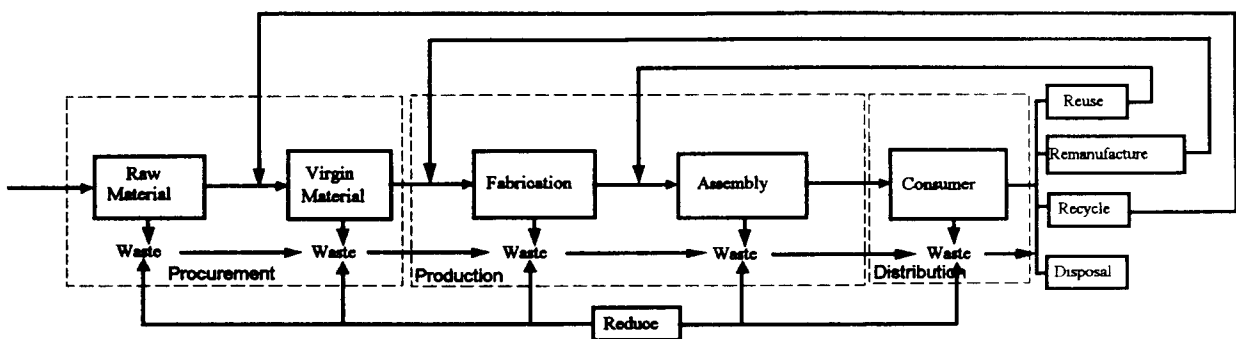 Reuse
Remanufacture
Recycle
Disposal
Raw
Material
Virgin
Material
Fabrication
Assembly
Consumer
Waste
Waste
Waste
Waste
Waste
Procurement
Production
Distribution
Reduce